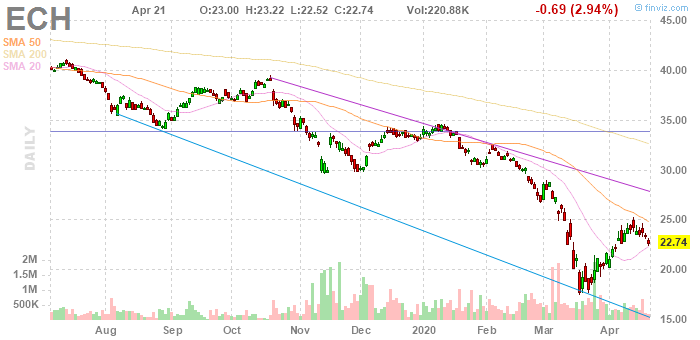 ECH Apr 21 O:23.00 H:23.22 L:22.52 C:22.74 Vol:220.88K -0.69 (2.94%) © finviz.com
SMA 50
SMA 200
SMA 20
DAILY
45.00
40.00
35.00
30.00
25.00
22.74
20.00
15.00
2M
1.5M
1M
500K
Aug Sep Oct Nov Dec 2020 Feb Mar Apr